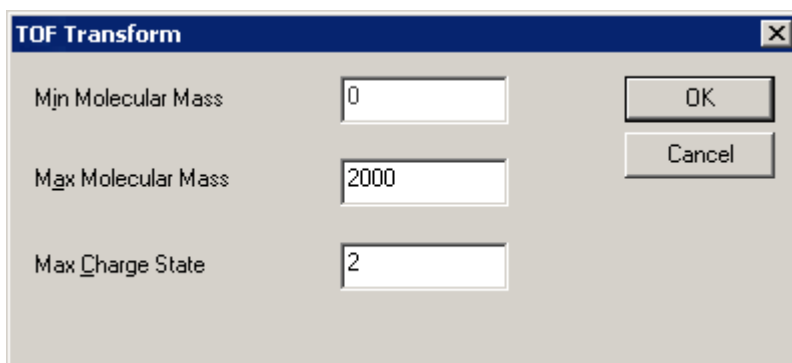 TOF Transform
Min Molecular Mass 0 OK
Cancel
Max Molecular Mass 2000
Max Charge State 2